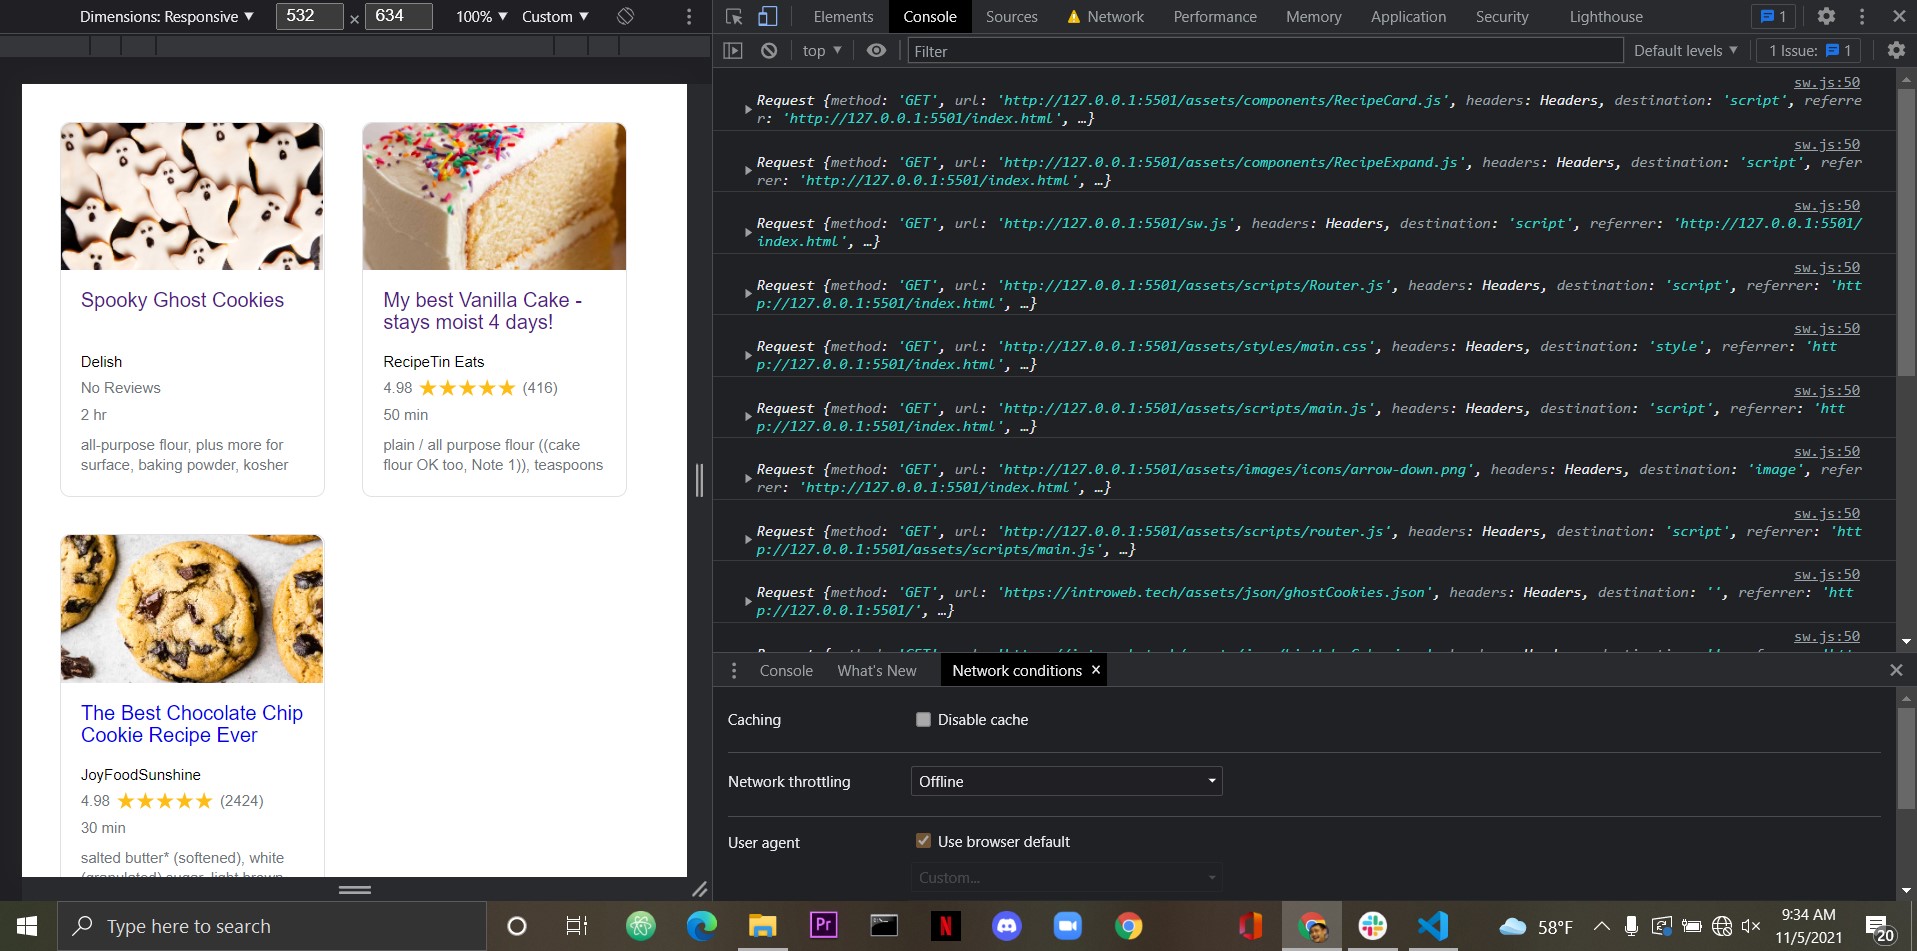 Dimensions: Responsive ▼ 532 × 634 100% ▼ Custom ▼
Elements Console Sources Network Performance Memory Application Security Lighthouse 1
top ▼ Filter Default levels ▼ 1 Issue: 1
Spooky Ghost Cookies
Delish
No Reviews
2 hr
all-purpose flour, plus more for
surface, baking powder, kosher
My best Vanilla Cake -
stays moist 4 days!
RecipeTin Eats
4.98 ★★★★★ (416)
50 min
plain / all purpose flour ((cake
flour OK too, Note 1)), teaspoons
The Best Chocolate Chip
Cookie Recipe Ever
JoyFoodSunshine
4.98 ★★★★★ (2424)
30 min
salted butter* (softened), white
(granulated) sugar, light brown
sw.js:50
Request {method: 'GET', url: 'http://127.0.0.1:5501/assets/components/RecipeCard.js', headers: Headers, destination: 'script', referre
r: 'http://127.0.0.1:5501/index.html', …}
sw.js:50
Request {method: 'GET', url: 'http://127.0.0.1:5501/assets/components/RecipeExpand.js', headers: Headers, destination: 'script', refer
rer: 'http://127.0.0.1:5501/index.html', …}
sw.js:50
Request {method: 'GET', url: 'http://127.0.0.1:5501/sw.js', headers: Headers, destination: 'script', referrer: 'http://127.0.0.1:5501/
index.html', …}
sw.js:50
Request {method: 'GET', url: 'http://127.0.0.1:5501/assets/scripts/Router.js', headers: Headers, destination: 'script', referrer: 'htt
p://127.0.0.1:5501/index.html', …}
sw.js:50
Request {method: 'GET', url: 'http://127.0.0.1:5501/assets/styles/main.css', headers: Headers, destination: 'style', referrer: 'htt
p://127.0.0.1:5501/index.html', …}
sw.js:50
Request {method: 'GET', url: 'http://127.0.0.1:5501/assets/scripts/main.js', headers: Headers, destination: 'script', referrer: 'htt
p://127.0.0.1:5501/index.html', …}
sw.js:50
Request {method: 'GET', url: 'http://127.0.0.1:5501/assets/images/icons/arrow-down.png', headers: Headers, destination: 'image', refer
rer: 'http://127.0.0.1:5501/index.html', …}
sw.js:50
Request {method: 'GET', url: 'http://127.0.0.1:5501/assets/scripts/router.js', headers: Headers, destination: 'script', referrer: 'htt
p://127.0.0.1:5501/assets/scripts/main.js', …}
sw.js:50
Request {method: 'GET', url: 'https://introweb.tech/assets/json/ghostCookies.json', headers: Headers, destination: '', referrer: 'htt
p://127.0.0.1:5501/', …}
sw.js:50
Console What's New Network conditions ×
Caching Disable cache
Network throttling Offline
User agent Use browser default
Custom...
Type here to search
Pr
N
58°F
9:34 AM
11/5/2021
20